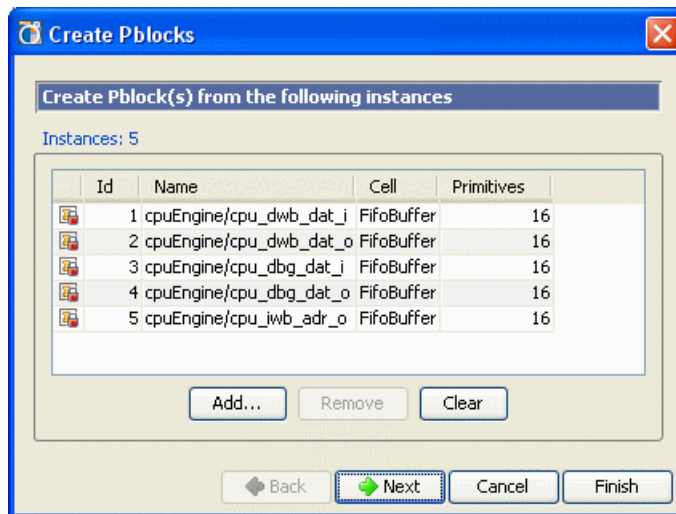 Create Pblocks
Create Pblock(s) from the following instances
Instances: 5
Id Name Cell Primitives
1 cpuEngine/cpu_dwb_dat_i FifoBuffer 16
2 cpuEngine/cpu_dwb_dat_o FifoBuffer 16
3 cpuEngine/cpu_dbg_dat_i FifoBuffer 16
4 cpuEngine/cpu_dbg_dat_o FifoBuffer 16
5 cpuEngine/cpu_iwb_adr_o FifoBuffer 16
Add... Remove Clear
Back Next Cancel Finish